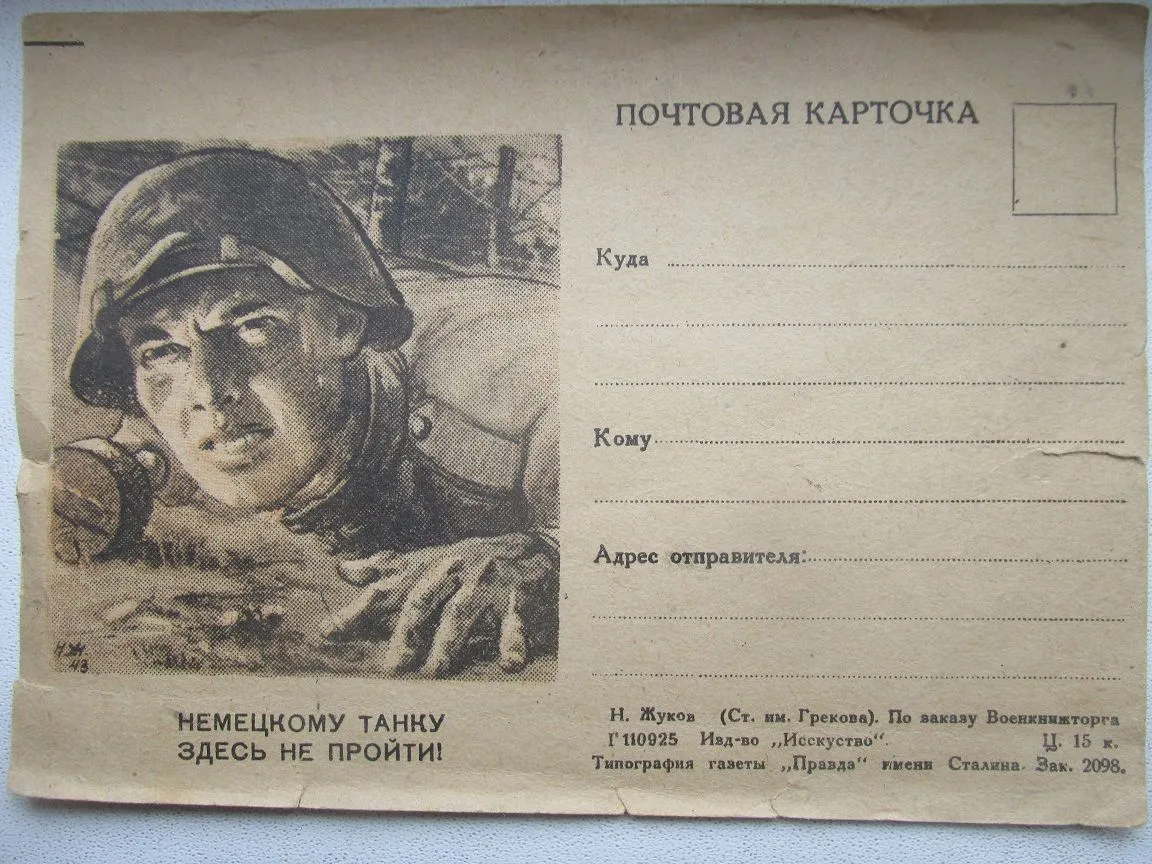 ПОЧТОВАЯ КАРТОЧКА
Куда
Кому
Адрес отправителя:
Н Ж
43
НЕМЕЦКОМУ ТАНКУ
ЗДЕСЬ НЕ ПРОЙТИ!
Н. Жуков (Ст. им. Грекова). По заказу Военкнижторга
Г110925 Изд-во „Исскуство“. Ц. 15 к.
Типография газеты „Правда“ имени Сталина. Зак. 2098.